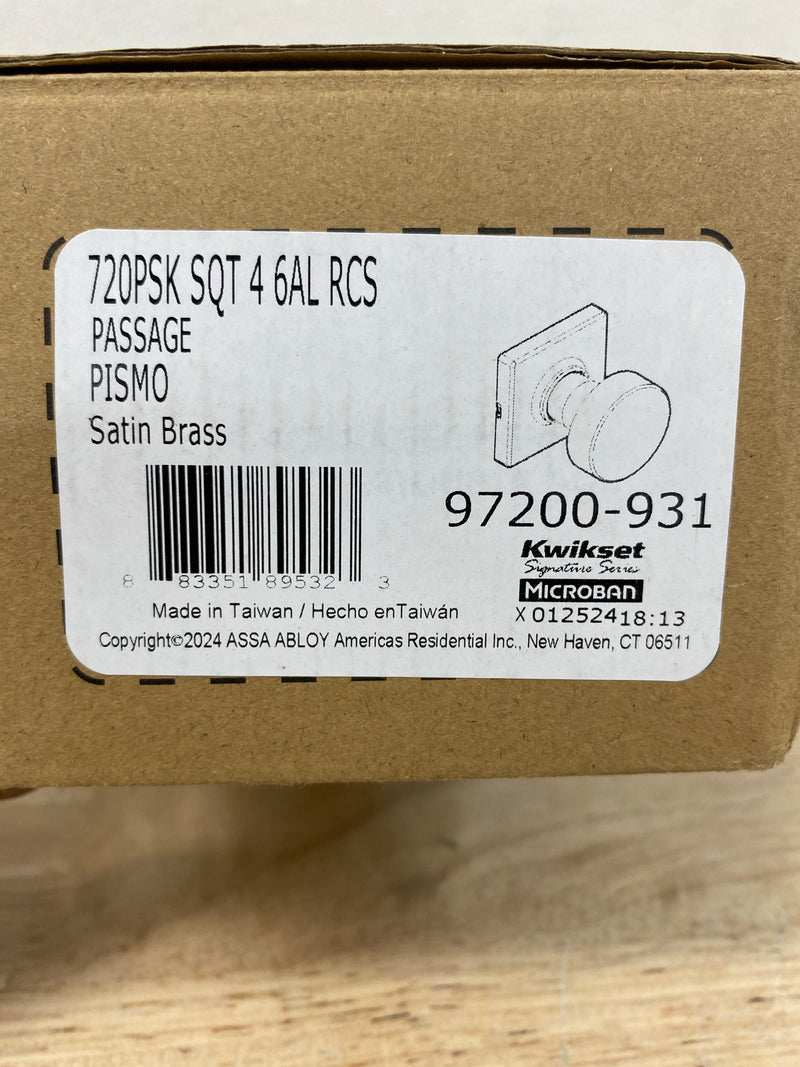 720PSK SQT 4 6AL RCS
PASSAGE
PISMO
Satin Brass
97200-931
Kwikset
Signature Series
MICROBAN
8 83351 89532 3
X 01252418:13
Made in Taiwan / Hecho enTaiwán
Copyright©2024 ASSA ABLOY Americas Residential Inc., New Haven, CT 06511